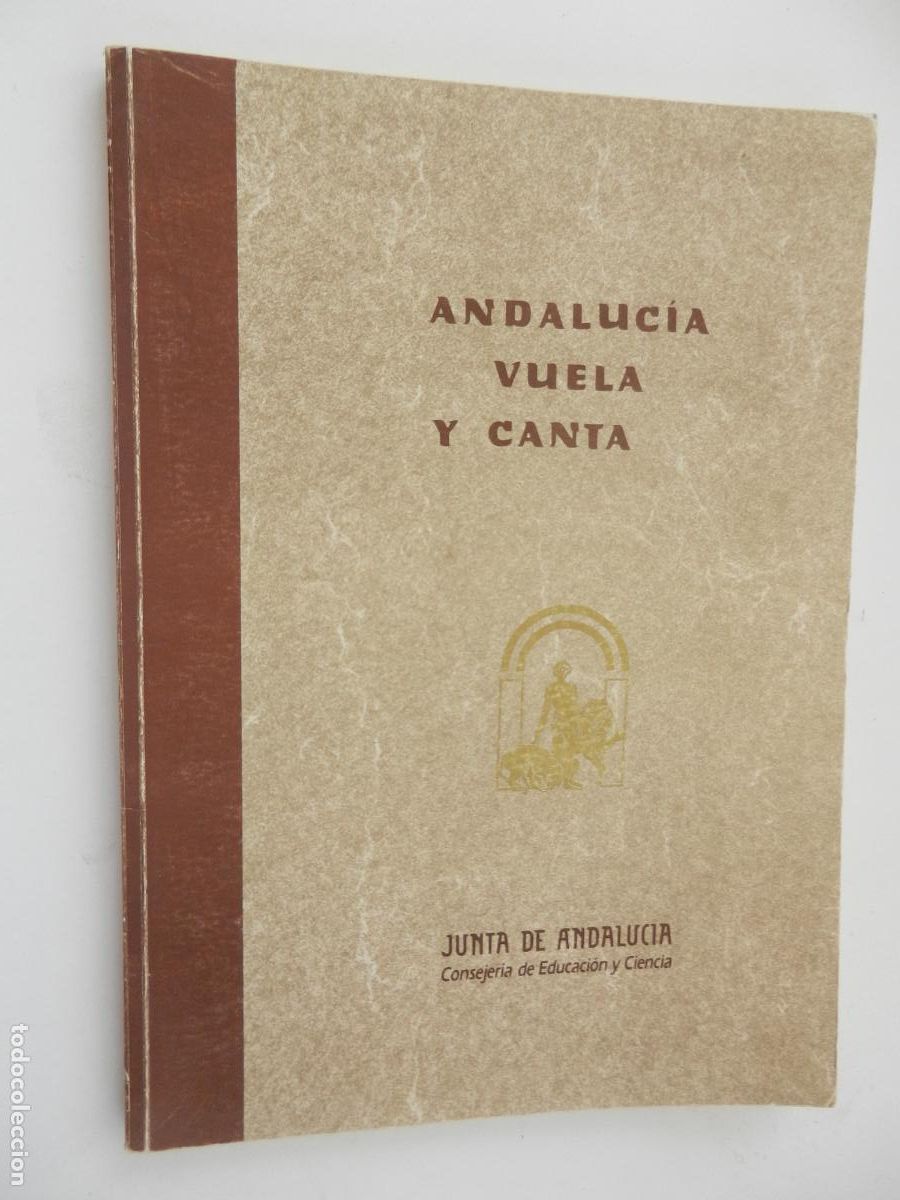 ANDALUCÍA
VUELA
Y CANTA
JUNTA DE ANDALUCIA
Consejería de Educación y Ciencia
todocoleccion